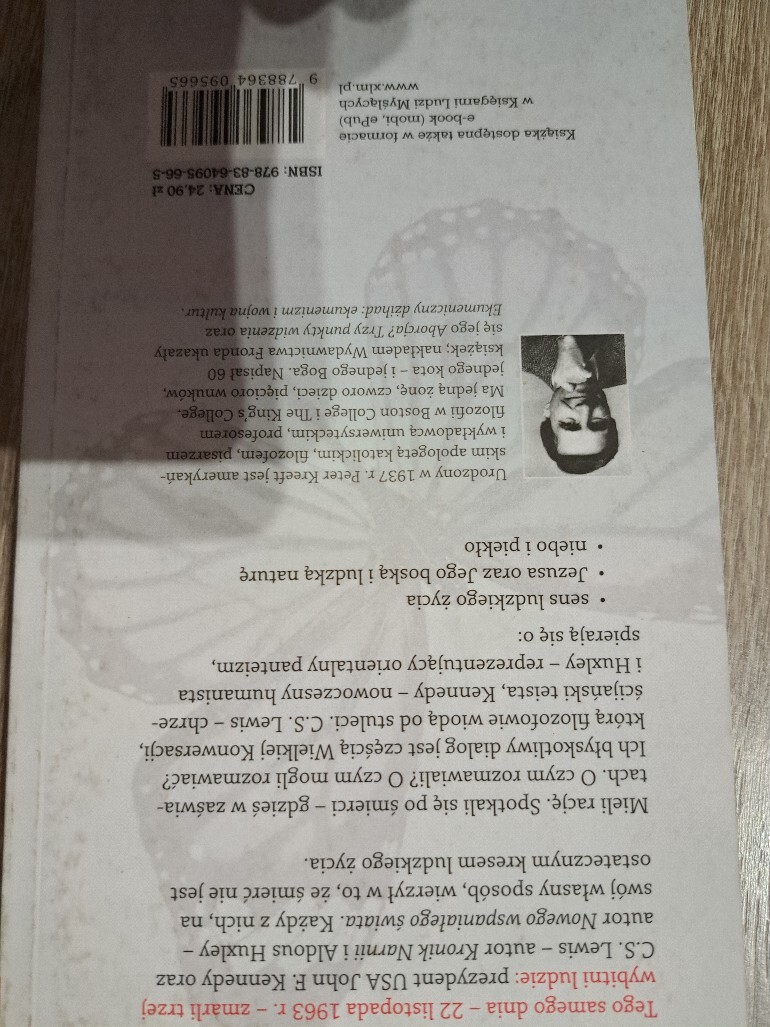 Tego samego dnia – 22 listopada 1963 r. – zmarli trzej
wybitni ludzie: prezydent USA John F. Kennedy oraz
C.S. Lewis – autor Kronik Narnii i Aldous Huxley –
autor Nowego wspaniałego świata. Każdy z nich, na
swój własny sposób, wierzył w to, że śmierć nie jest
ostatecznym kresem ludzkiego życia.
Mieli rację. Spotkali się po śmierci – gdzieś w zaświa-
tach. O czym rozmawiali? O czym mogli rozmawiać?
Ich błyskotliwy dialog jest częścią Wielkiej Konwersacji,
którą filozofowie wiodą od stuleci. C.S. Lewis – chrze-
ścijański teista, Kennedy – nowoczesny humanista
i Huxley – reprezentujący orientalny panteizm,
spierają się o:
• sens ludzkiego życia
• Jezusa oraz Jego boską i ludzką naturę
• niebo i piekło
Urodzony w 1937 r. Peter Kreeft jest amerykań-
skim apologetą katolickim, filozofem, pisarzem
i wykładowcą uniwersyteckim, profesorem
filozofii w Boston College i The King's College.
Ma jedną żonę, czworo dzieci, pięcioro wnuków,
jednego kota – i jednego Boga. Napisał 60
książek; nakładem Wydawnictwa Fronda ukazały
się jego Aborcja? Trzy punkty widzenia oraz
Ekumeniczny dżihad: ekumenizm i wojna kultur.
CENA: 24,90 zł
ISBN: 978-83-64095-66-5
Książka dostępna także w formacie
e-book (mobi, ePub)
w Księgarni Ludzi Myślących
www.xlm.pl
9 788364 095665